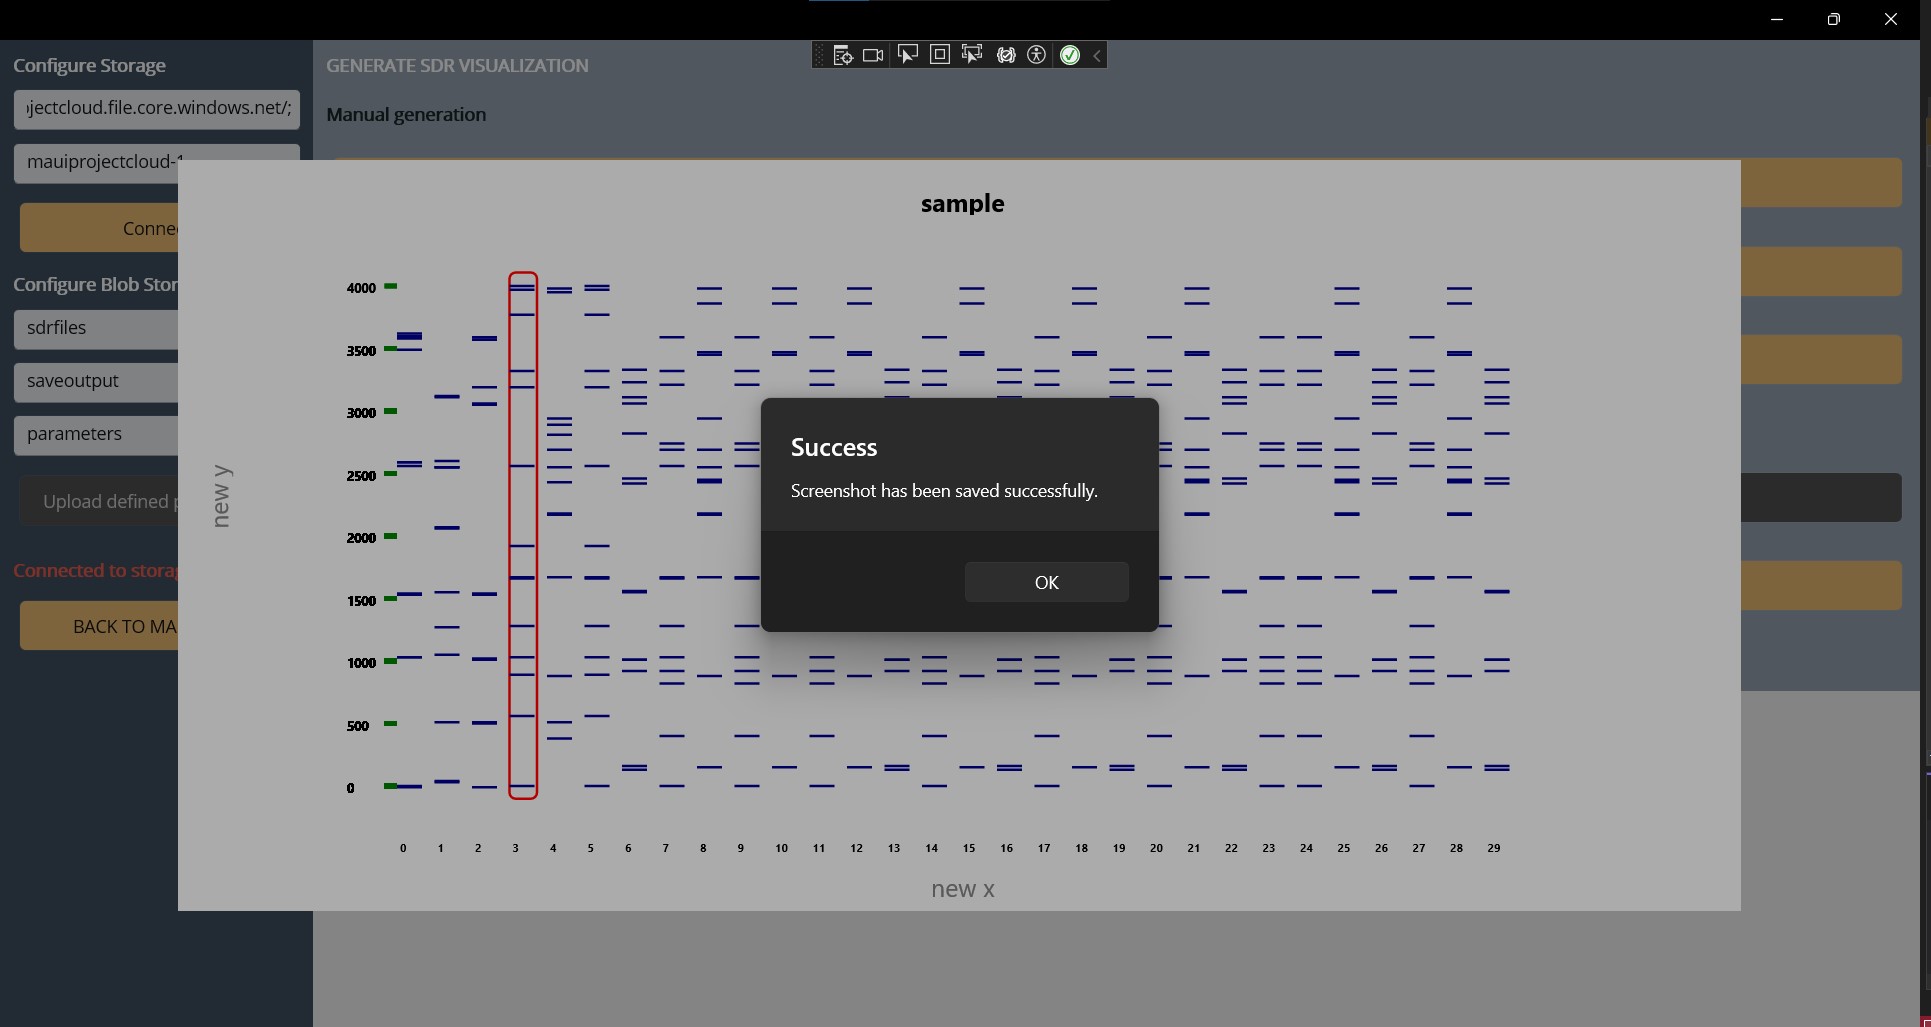 Configure Storage
GENERATE SDR VISUALIZATION
jectcloud.file.core.windows.net/;
Manual generation
mauiprojectcloud-1
sample
Configure Blob Stor
sdrfiles
saveoutput
parameters
Upload defined p
Connected to storag
BACK TO MA
new y
4000
3500
3000
2500
2000
1500
1000
500
0
Success
Screenshot has been saved successfully.
OK
0 1 2 3 4 5 6 7 8 9 10 11 12 13 14 15 16 17 18 19 20 21 22 23 24 25 26 27 28 29
new x